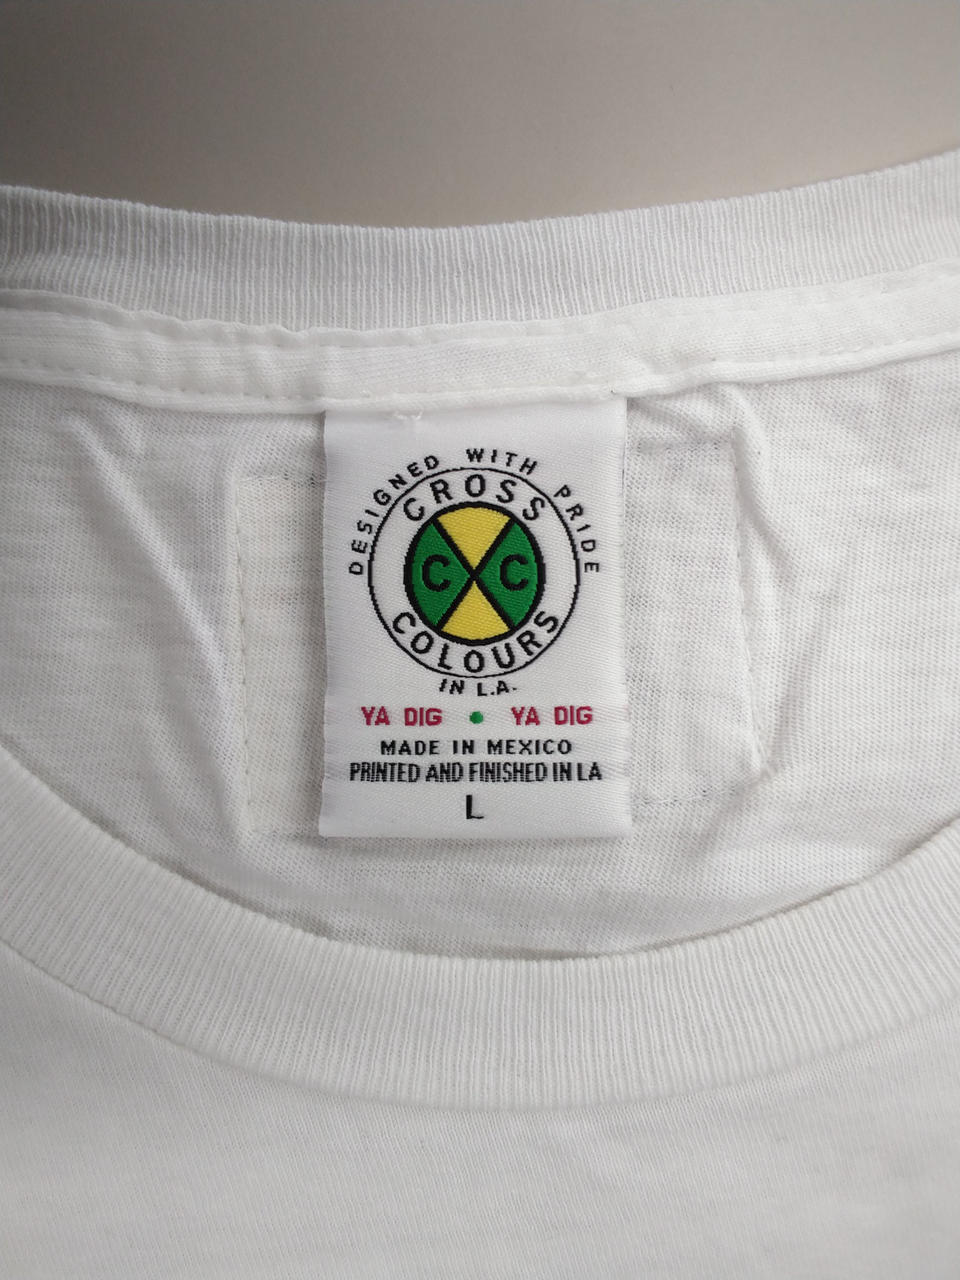 DESIGNED WITH PRIDE
CROSS
C C
COLOURS
IN L.A.
YA DIG • YA DIG
MADE IN MEXICO
PRINTED AND FINISHED IN LA
L